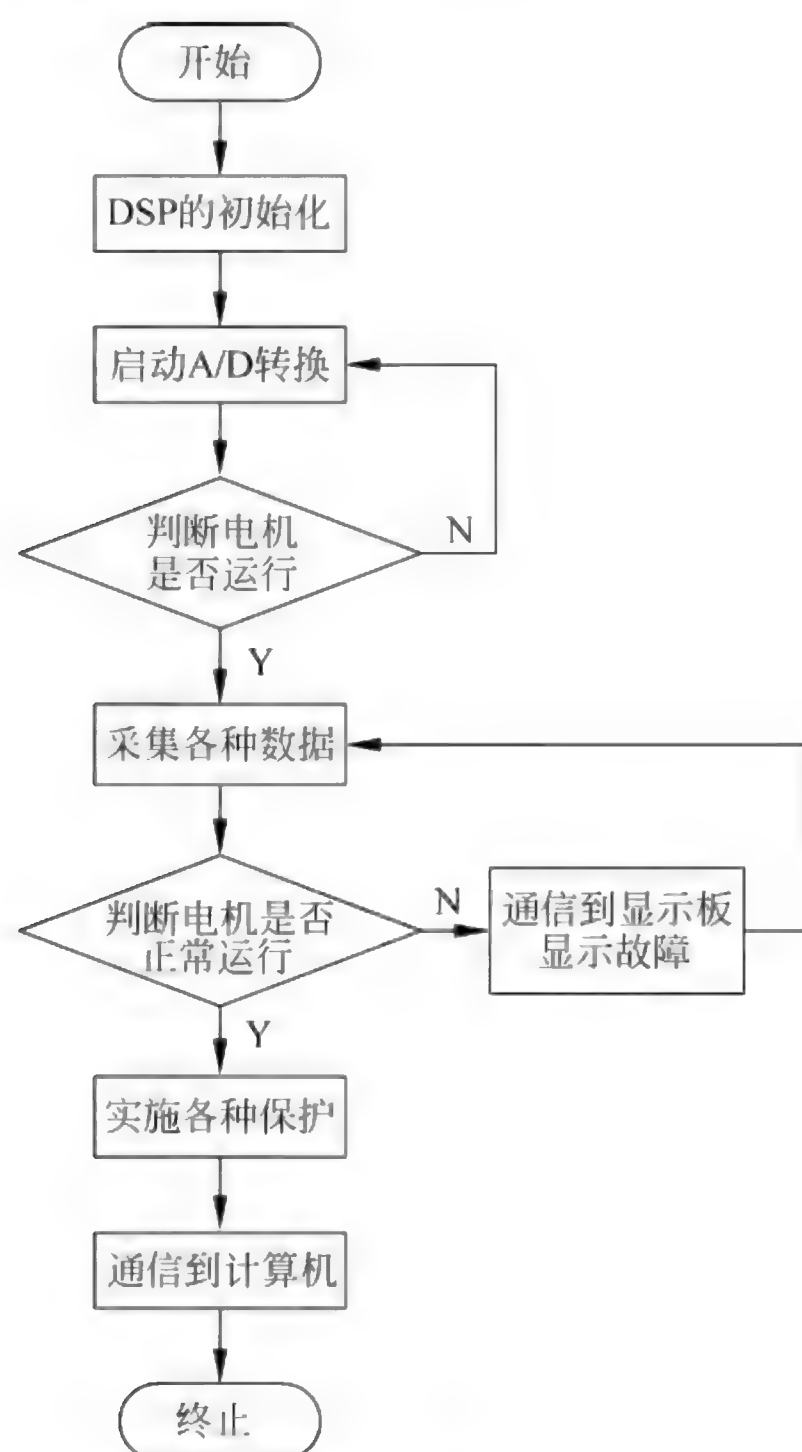 开始
DSP的初始化
启动A/D转换
判断电机
是否运行
N
Y
采集各种数据
判断电机是否
正常运行
N
通信到显示板
显示故障
Y
实施各种保护
通信到计算机
终止